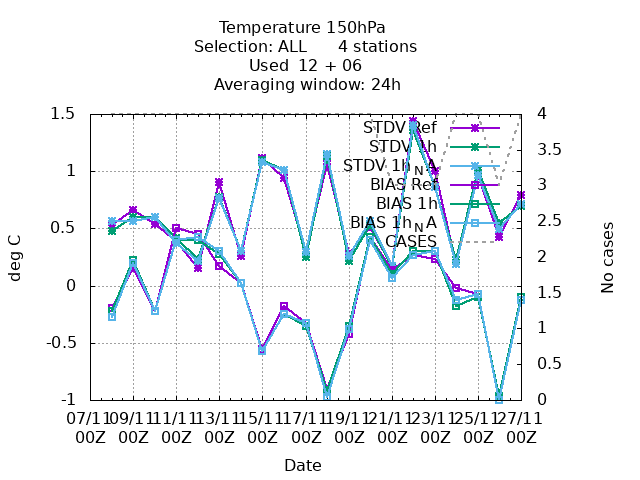 Temperature 150hPa
Selection: ALL 4 stations
Used 12 + 06
Averaging window: 24h
1.5
1
0.5
0
-0.5
-1
deg C
4
3.5
3
2.5
2
1.5
1
0.5
0
No cases
STDV Ref
STDV 1h
STDV 1h_NA
BIAS Ref
BIAS 1h
BIAS 1h_NA
CASES
07/11 09/11 11/11 13/11 15/11 17/11 19/11 21/11 23/11 25/11 27/11
00Z 00Z 00Z 00Z 00Z 00Z 00Z 00Z 00Z 00Z 00Z
Date